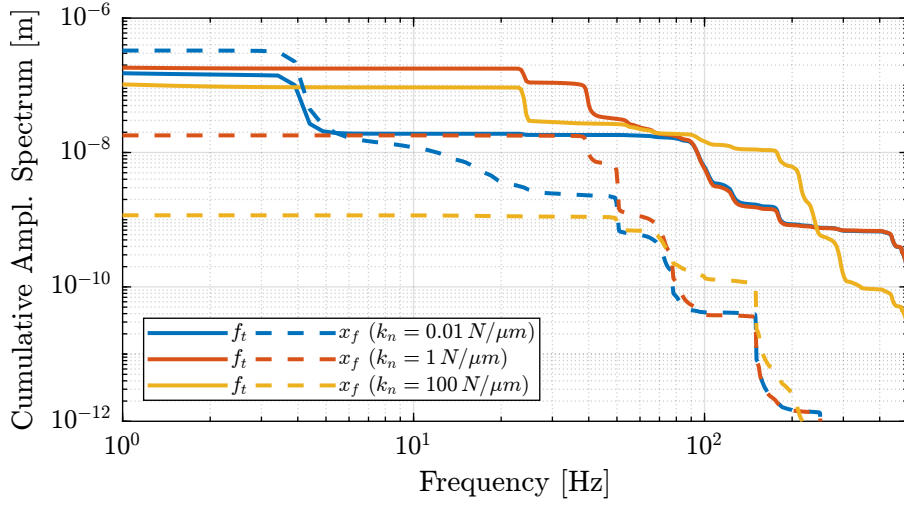 Cumulative Ampl. Spectrum [m]
10^-6
10^-8
10^-10
10^-12
f_t x_f (k_n = 0.01 N/μm)
f_t x_f (k_n = 1 N/μm)
f_t x_f (k_n = 100 N/μm)
10^0 10^1 10^2
Frequency [Hz]